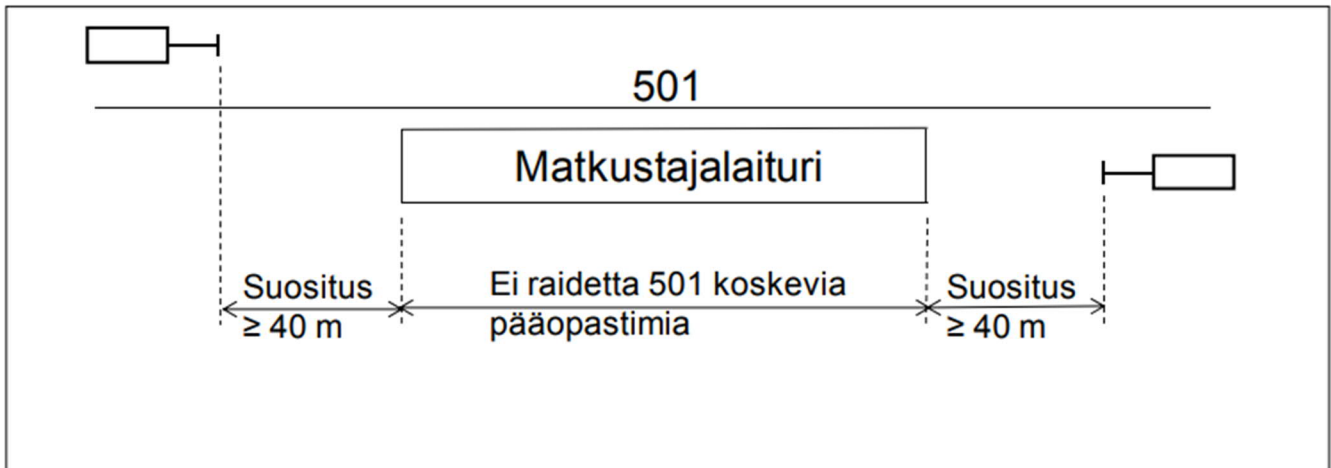 501
Matkustajalaituri
Suositus
≥ 40 m
Ei raidetta 501 koskevia
pääopastimia
Suositus
≥ 40 m